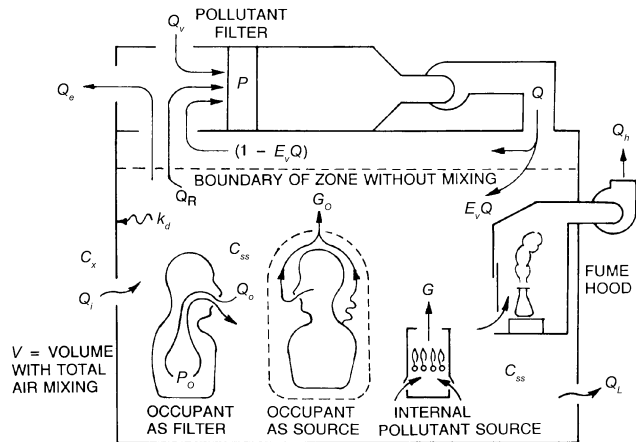 POLLUTANT
FILTER
Q_v
P
Q_e
Q
Q_h
(1 − E_vQ)
BOUNDARY OF ZONE WITHOUT MIXING
Q_R
G_O
E_vQ
k_d
C_x
C_ss
Q_i
Q_o
G
FUME
HOOD
V = VOLUME
WITH TOTAL
AIR MIXING
P_O
C_ss
Q_L
OCCUPANT
AS FILTER
OCCUPANT
AS SOURCE
INTERNAL
POLLUTANT SOURCE